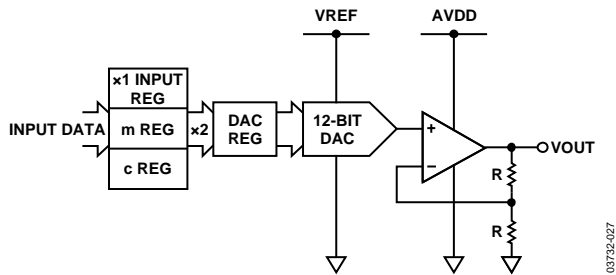 VREF
AVDD
×1 INPUT
REG
INPUT DATA
m REG
×2
DAC
REG
12-BIT
DAC
+
−
VOUT
R
c REG
R
03732-027